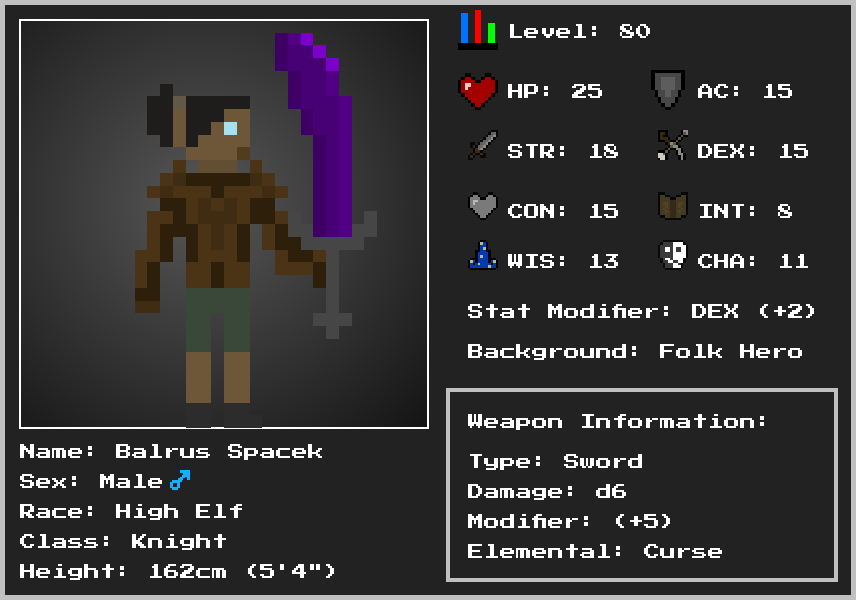 Level: 80
HP: 25
AC: 15
STR: 18
DEX: 15
CON: 15
INT: 8
WIS: 13
CHA: 11
Stat Modifier: DEX (+2)
Background: Folk Hero
Weapon Information:
Type: Sword
Damage: d6
Modifier: (+5)
Elemental: Curse
Name: Balrus Spacek
Sex: Male♂
Race: High Elf
Class: Knight
Height: 162cm (5'4")